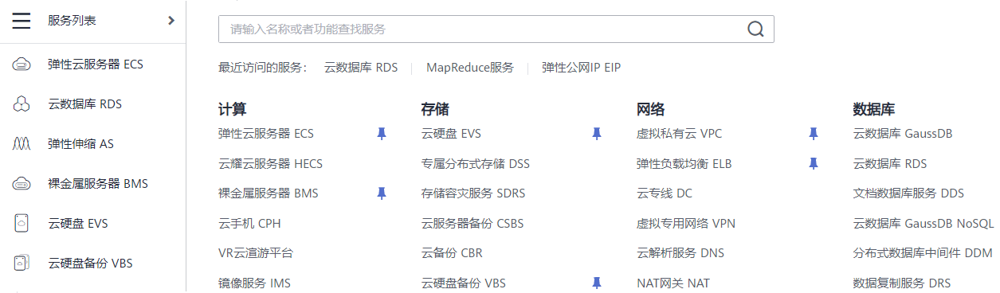 服务列表
弹性云服务器 ECS
云数据库 RDS
弹性伸缩 AS
裸金属服务器 BMS
云硬盘 EVS
云硬盘备份 VBS
请输入名称或者功能查找服务
最近访问的服务： 云数据库 RDS MapReduce服务 弹性公网IP EIP
计算
弹性云服务器 ECS
云耀云服务器 HECS
裸金属服务器 BMS
云手机 CPH
VR云渲游平台
镜像服务 IMS
存储
云硬盘 EVS
专属分布式存储 DSS
存储容灾服务 SDRS
云服务器备份 CSBS
云备份 CBR
云硬盘备份 VBS
网络
虚拟私有云 VPC
弹性负载均衡 ELB
云专线 DC
虚拟专用网络 VPN
云解析服务 DNS
NAT网关 NAT
数据库
云数据库 GaussDB
云数据库 RDS
文档数据库服务 DDS
云数据库 GaussDB NoSQL
分布式数据库中间件 DDM
数据复制服务 DRS